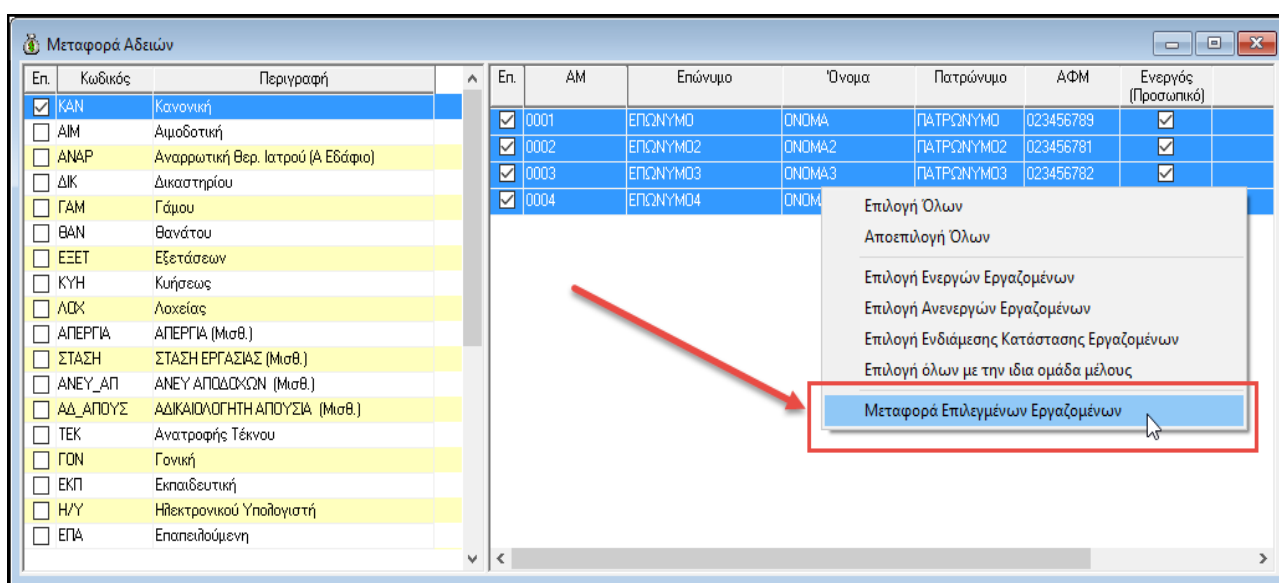 Μεταφορά Αδειών
Επ. Κωδικός Περιγραφή
ΚΑΝ Κανονική
ΑΙΜ Αιμοδοτική
ΑΝΑΡ Αναρρωτική θερ. Ιατρού (Α Εδάφιο)
ΔΙΚ Δικαστηρίου
ΓΑΜ Γάμου
ΘΑΝ Θανάτου
ΕΞΕΤ Εξετάσεων
ΚΥΗ Κυήσεως
ΛΟΧ Λοχείας
ΑΠΕΡΓΙΑ ΑΠΕΡΓΙΑ (Μισθ.)
ΣΤΑΣΗ ΣΤΑΣΗ ΕΡΓΑΣΙΑΣ (Μισθ.)
ΑΝΕΥ_ΑΠ ΑΝΕΥ ΑΠΟΔΟΧΩΝ (Μισθ.)
ΑΔ_ΑΠΟΥΣ ΑΔΙΚΑΙΟΛΟΓΗΤΗ ΑΠΟΥΣΙΑ (Μισθ.)
ΤΕΚ Ανατροφής Τέκνου
ΓΟΝ Γονική
ΕΚΠ Εκπαιδευτική
Η/Υ Ηλεκτρονικού Υπολογιστή
ΕΠΑ Επαπειλούμενη
Επ. ΑΜ Επώνυμο Όνομα Πατρώνυμο ΑΦΜ Ενεργός
(Προσωπικό)
0001 ΕΠΩΝΥΜΟ ΟΝΟΜΑ ΠΑΤΡΩΝΥΜΟ 023456789
0002 ΕΠΩΝΥΜΟ2 ΟΝΟΜΑ2 ΠΑΤΡΩΝΥΜΟ2 023456781
0003 ΕΠΩΝΥΜΟ3 ΟΝΟΜΑ3 ΠΑΤΡΩΝΥΜΟ3 023456782
0004 ΕΠΩΝΥΜΟ4
Επιλογή Όλων
Αποεπιλογή Όλων
Επιλογή Ενεργών Εργαζομένων
Επιλογή Ανενεργών Εργαζομένων
Επιλογή Ενδιάμεσης Κατάστασης Εργαζομένων
Επιλογή όλων με την ιδια ομάδα μέλους
Μεταφορά Επιλεγμένων Εργαζομένων